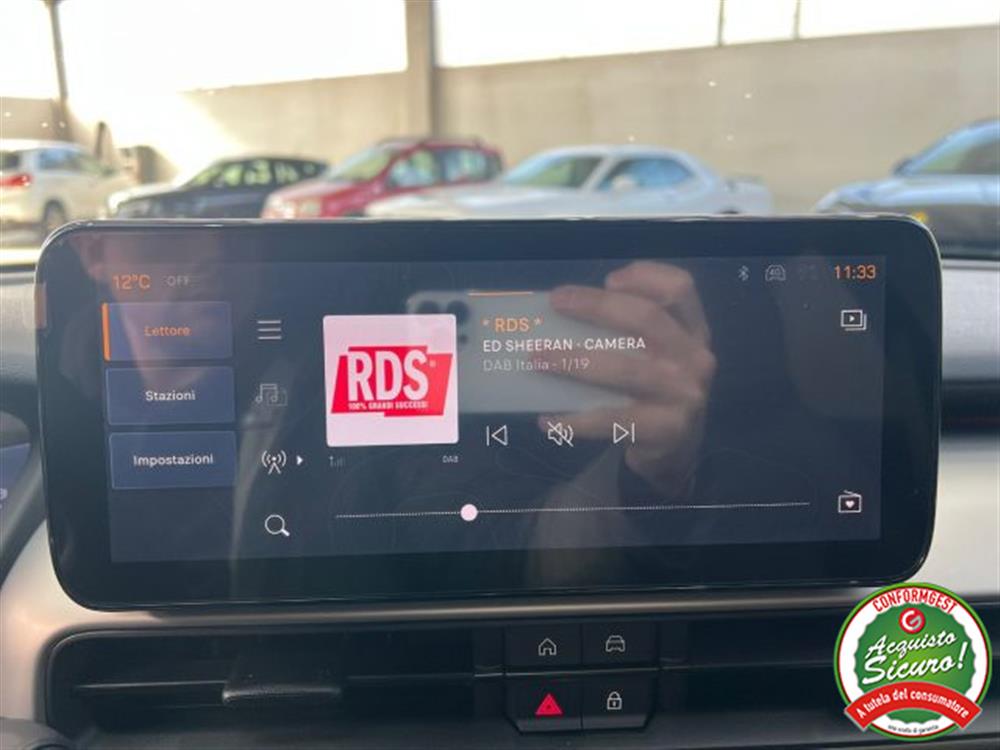 12°C OFF
4G
11:33
Lettore
Stazioni
Impostazioni
RDS
100% GRANDI SUCCESSI
DAB
* RDS *
ED SHEERAN - CAMERA
DAB Italia - 1/19
CONFORMGEST
G
Acquisto
Sicuro!
A tutela del consumatore